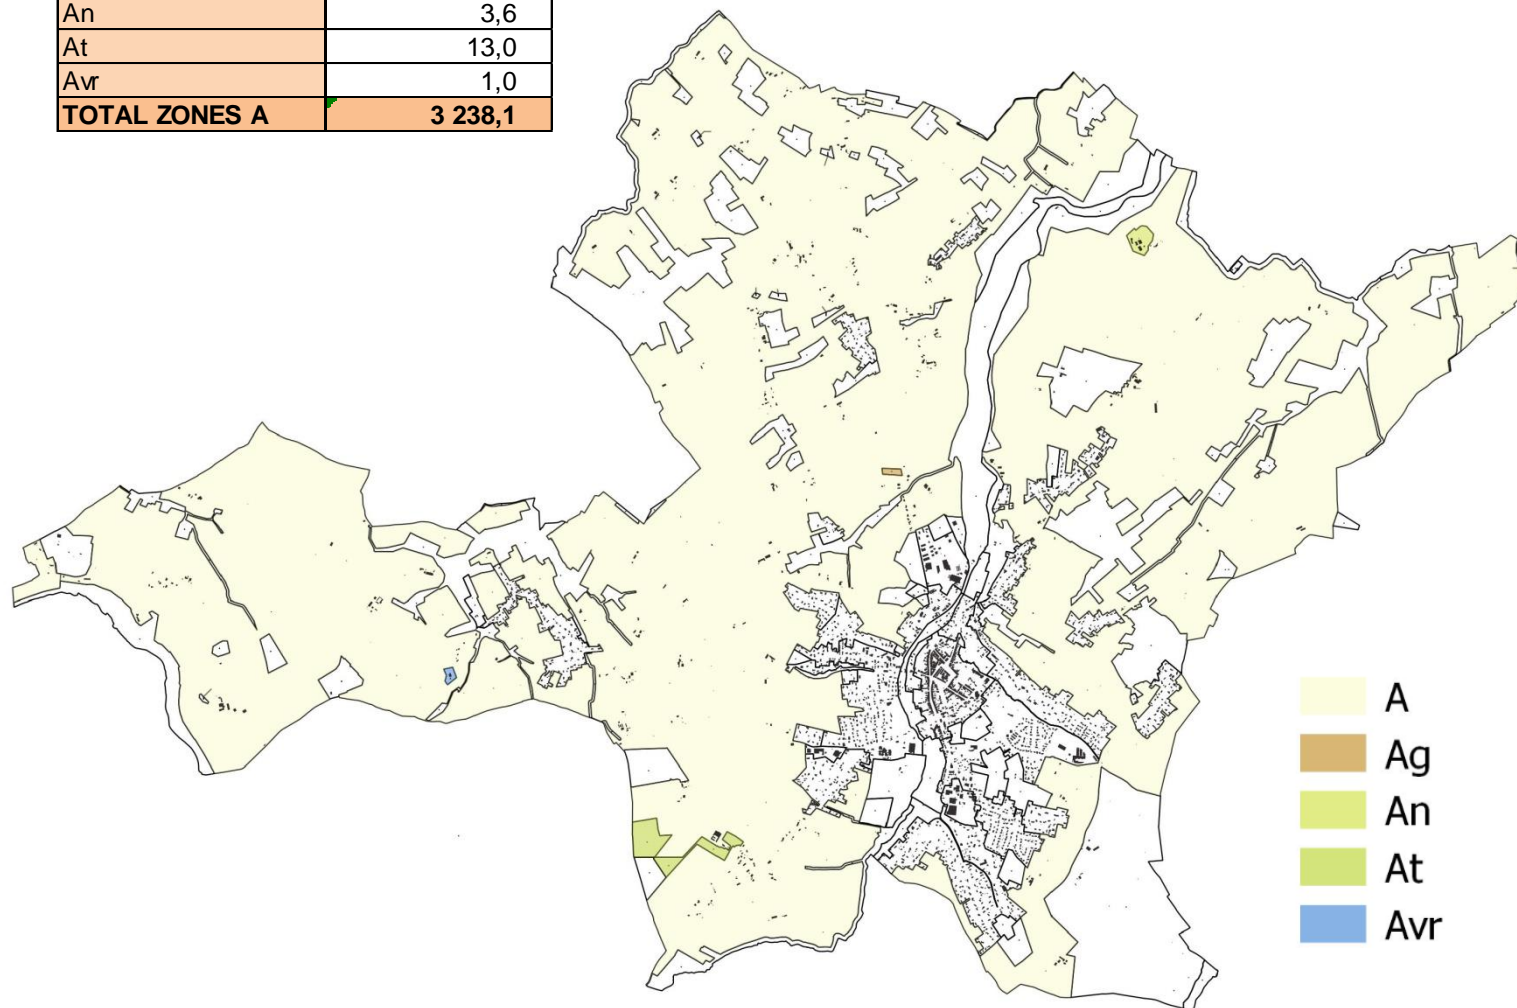 An 3,6
At 13,0
Avr 1,0
TOTAL ZONES A 3 238,1
A
Ag
An
At
Avr